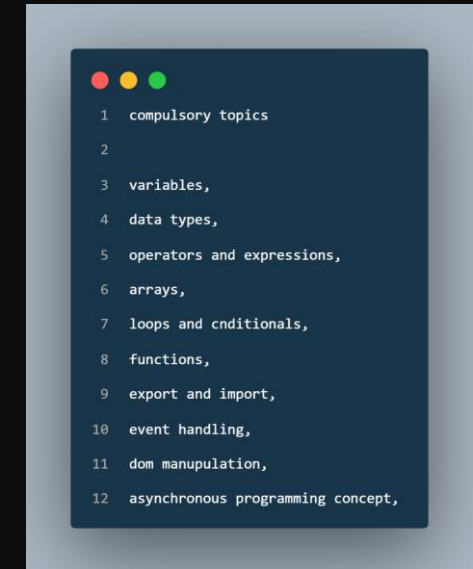 1 compulsory topics
2
3 variables,
4 data types,
5 operators and expressions,
6 arrays,
7 loops and cnditionals,
8 functions,
9 export and import,
10 event handling,
11 dom manupulation,
12 asynchronous programming concept,